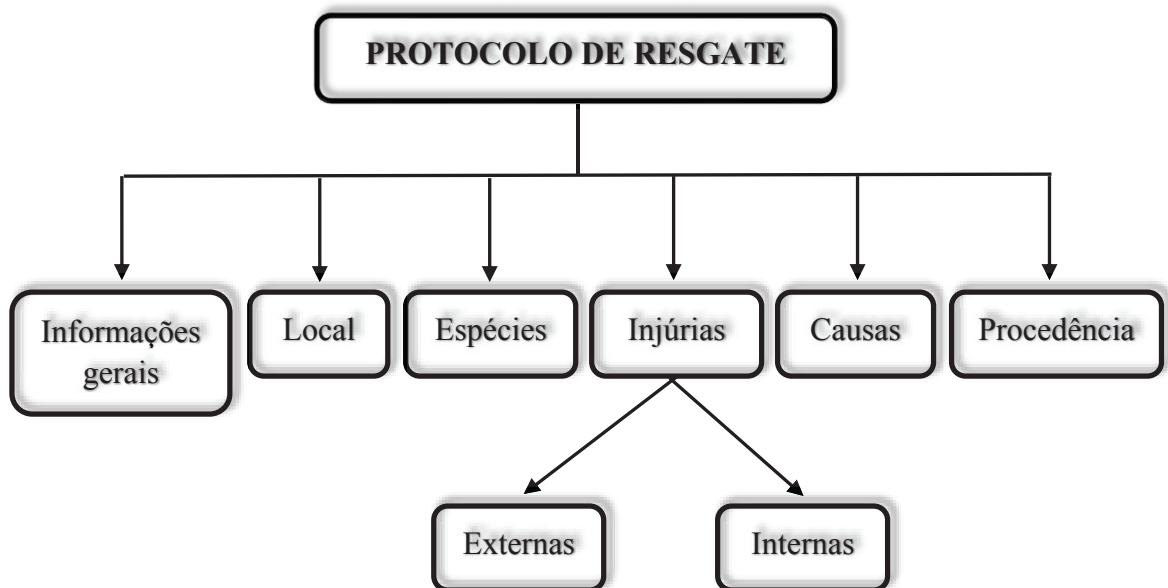 PROTOCOLO DE RESGATE
Informações
gerais
Local
Espécies
Injúrias
Causas
Procedência
Externas
Internas